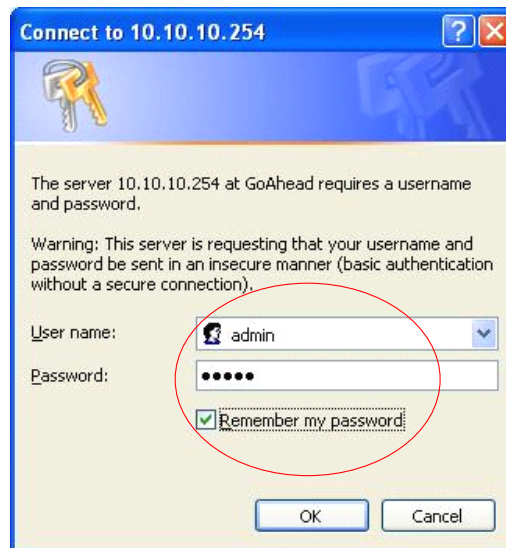 Connect to 10.10.10.254
The server 10.10.10.254 at GoAhead requires a username
and password.
Warning: This server is requesting that your username and
password be sent in an insecure manner (basic authentication
without a secure connection).
User name: admin
Password: •••••
Remember my password
OK Cancel